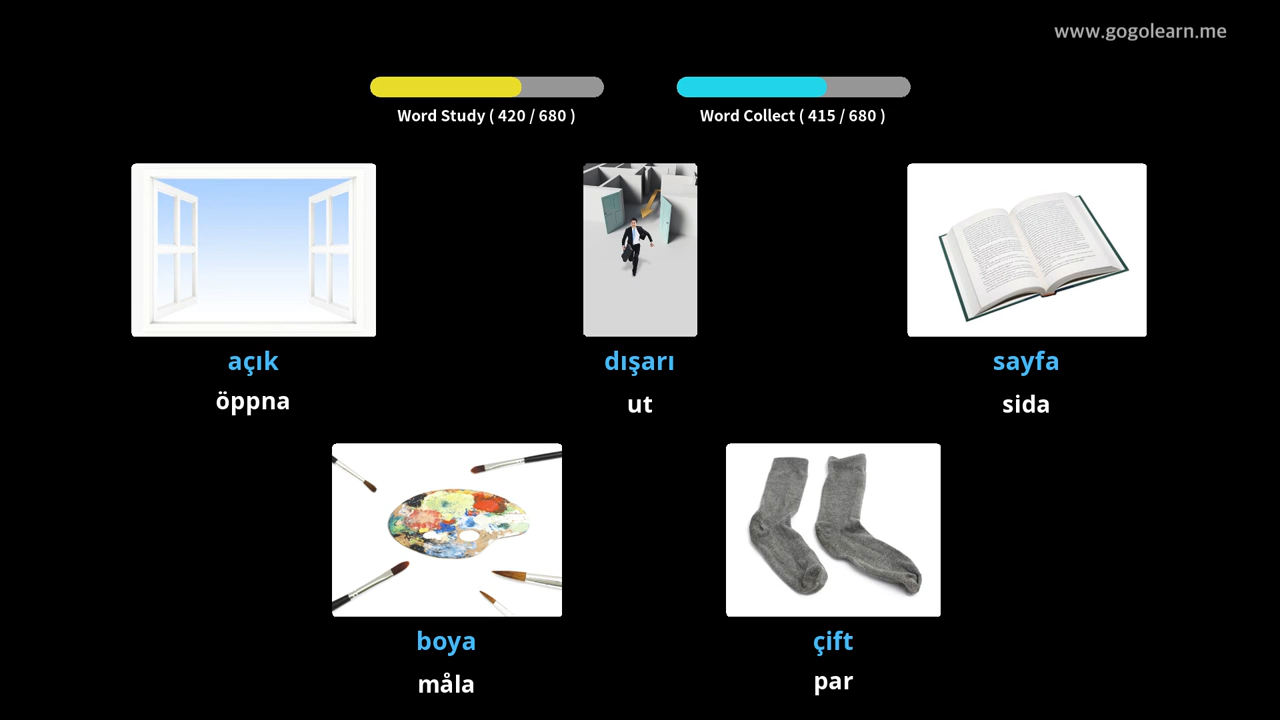 www.gogolearn.me
Word Study ( 420 / 680 )
Word Collect ( 415 / 680 )
açık
dışarı
sayfa
öppna
ut
sida
boya
çift
måla
par